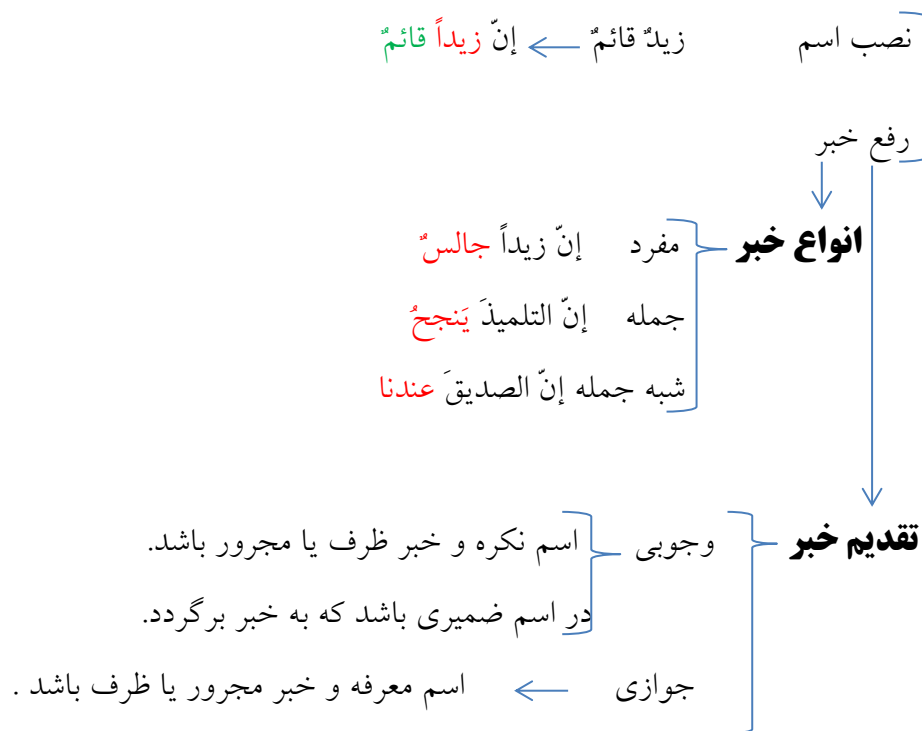 نصب اسم زیدٌ قائمٌ إنّ زیداً قائمٌ
رفع خبر
انواع خبر مفرد إنّ زیداً جالسٌ
جمله إنّ التلمیذَ یَنجحُ
شبه جمله إنّ الصدیقَ عندنا
تقدیم خبر وجوبی اسم نکره و خبر ظرف یا مجرور باشد.
در اسم ضمیری باشد که به خبر برگردد.
جوازی اسم معرفه و خبر مجرور یا ظرف باشد .